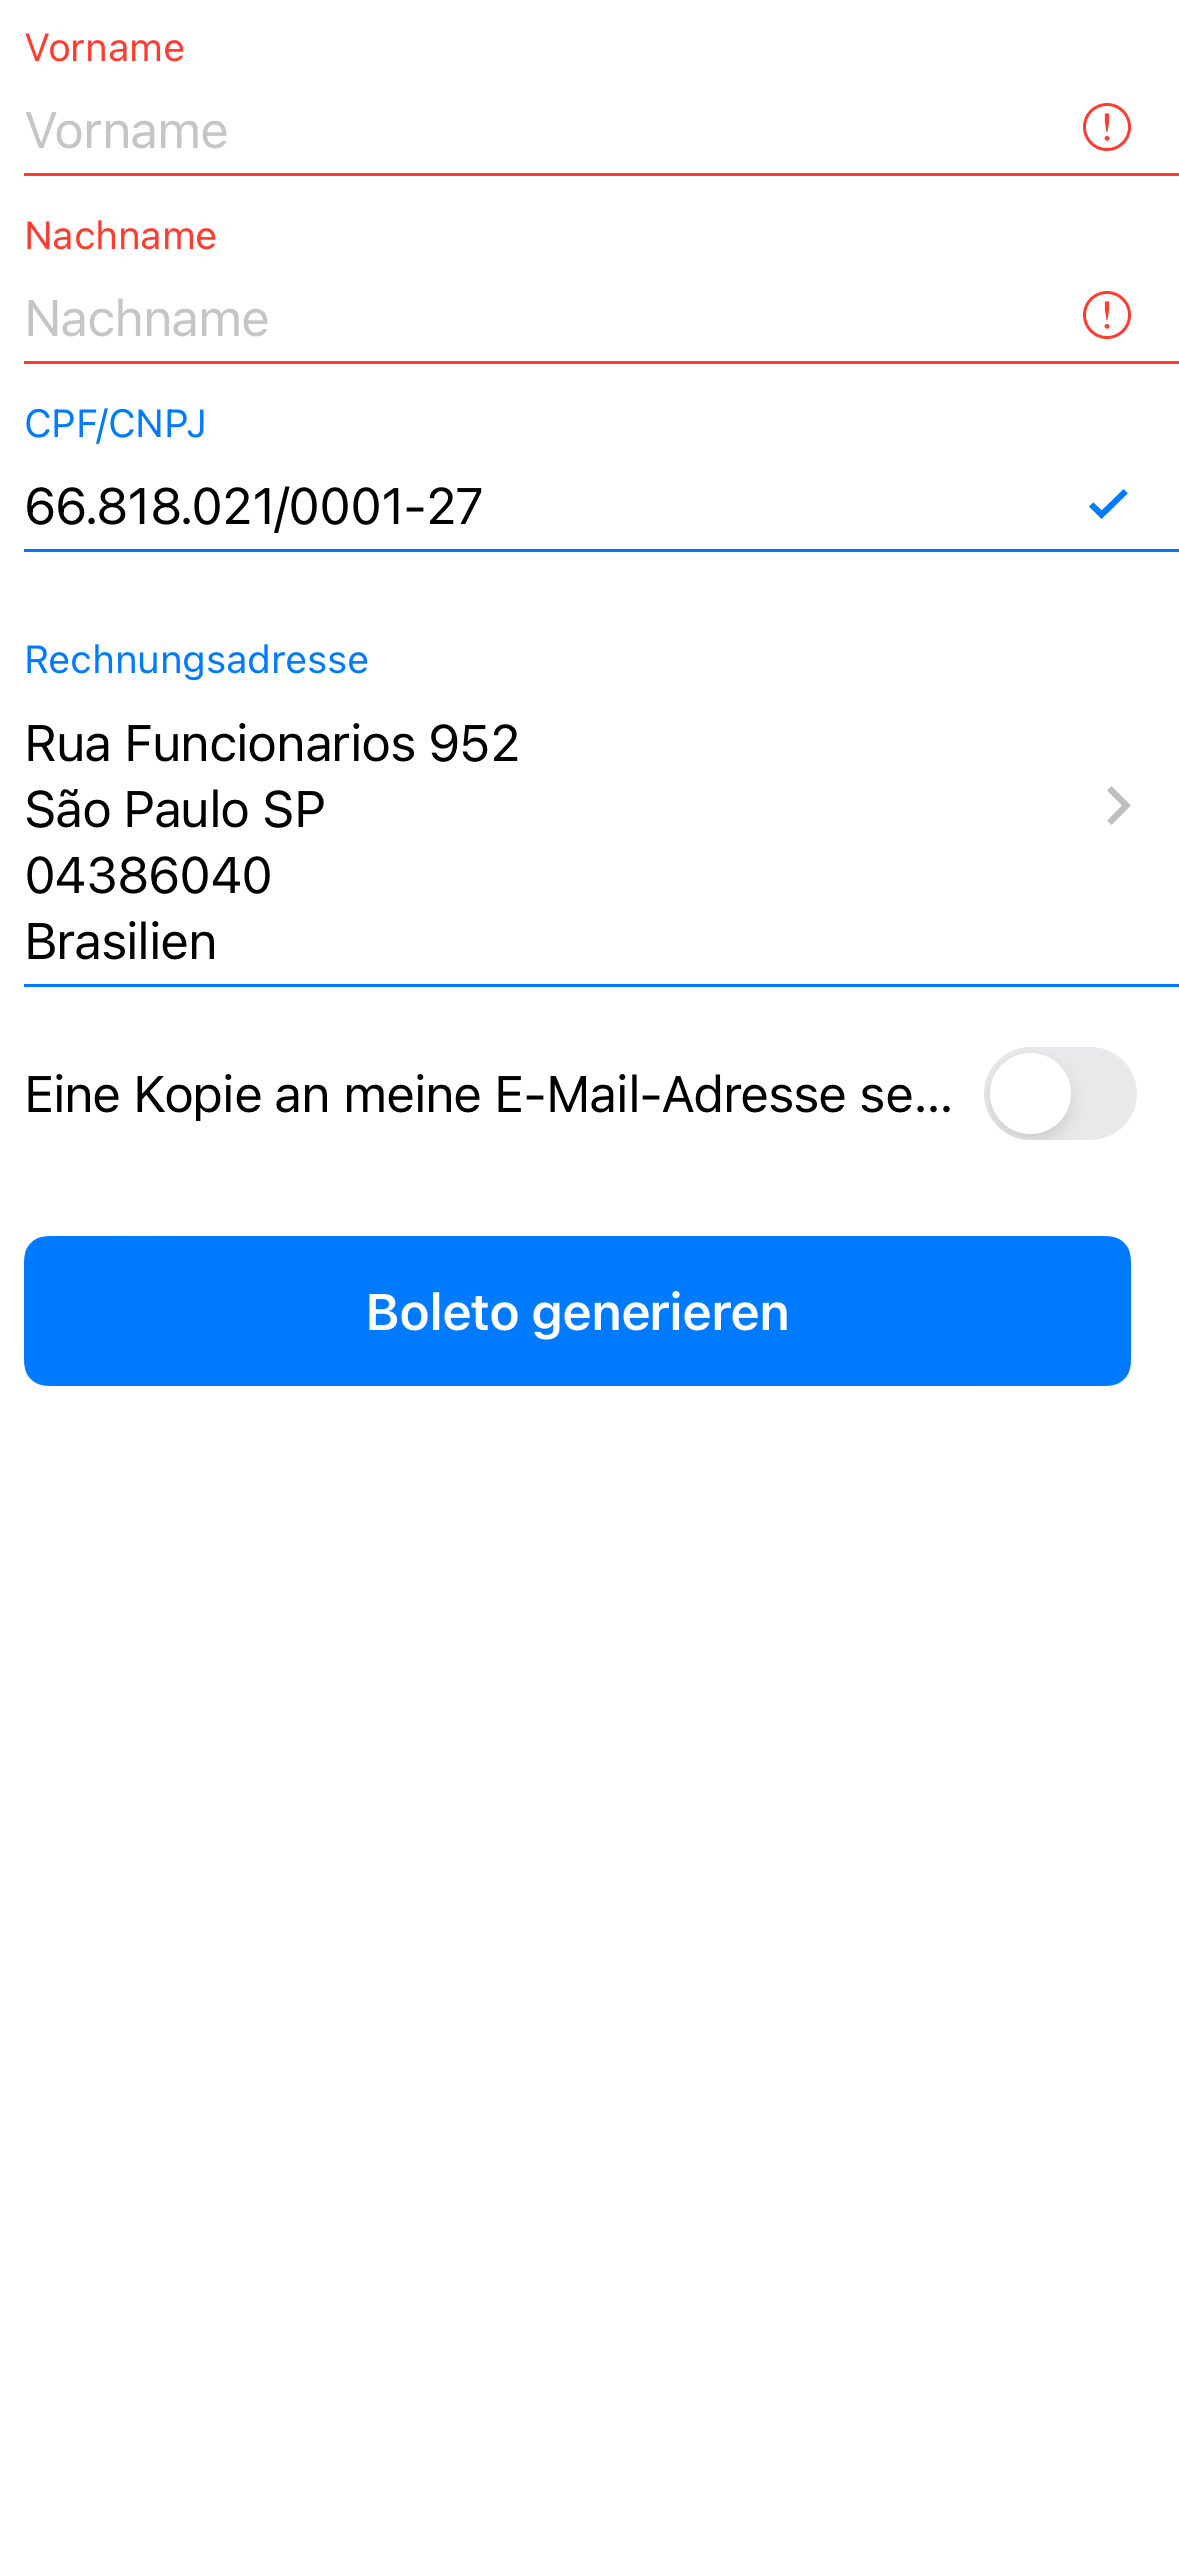 Vorname
Vorname
Nachname
Nachname
CPF/CNPJ
66.818.021/0001-27
Rechnungsadresse
Rua Funcionarios 952
São Paulo SP
04386040
Brasilien
Eine Kopie an meine E-Mail-Adresse se...
Boleto generieren